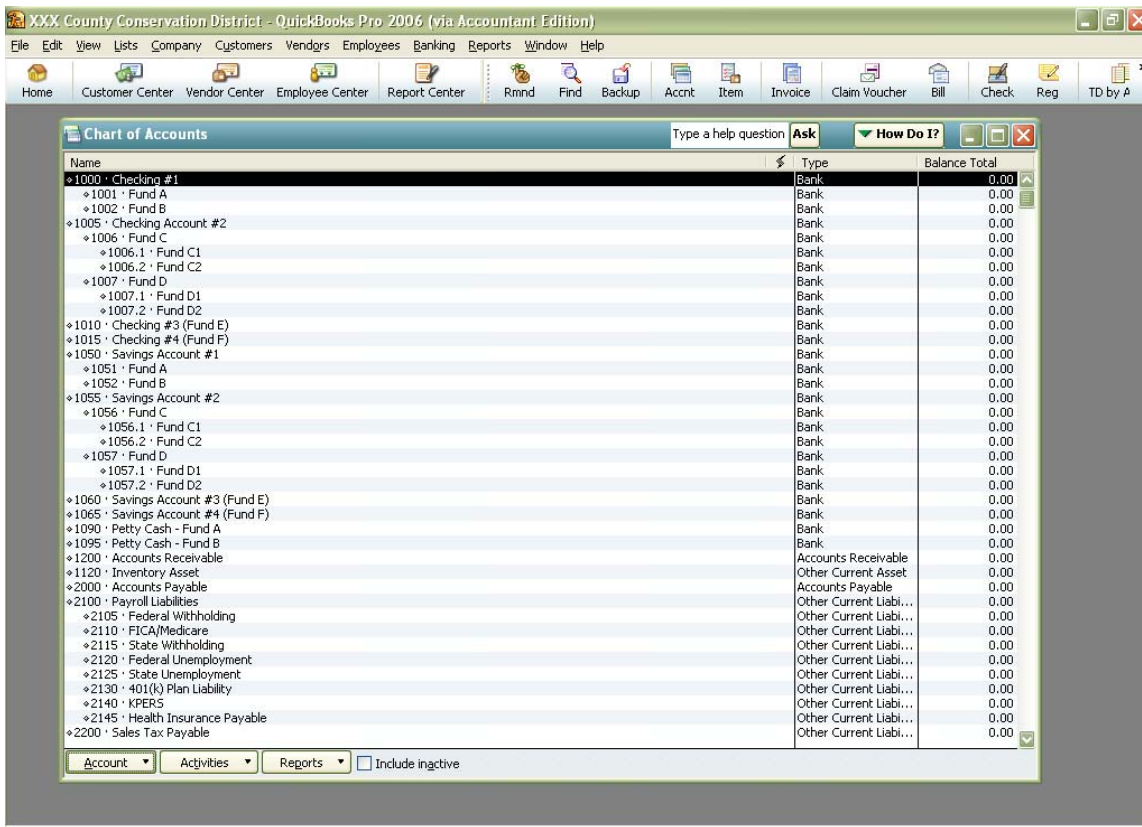 XXX County Conservation District - QuickBooks Pro 2006 (via Accountant Edition)
File Edit View Lists Company Customers Vendors Employees Banking Reports Window Help
Home Customer Center Vendor Center Employee Center Report Center Rmnd Find Backup Accnt Item Invoice Claim Voucher Bill Check Reg TD by A
Chart of Accounts Type a help question Ask How Do I?
Name Type Balance Total
1000 · Checking #1 Bank 0.00
1001 · Fund A Bank 0.00
1002 · Fund B Bank 0.00
1005 · Checking Account #2 Bank 0.00
1006 · Fund C Bank 0.00
1006.1 · Fund C1 Bank 0.00
1006.2 · Fund C2 Bank 0.00
1007 · Fund D Bank 0.00
1007.1 · Fund D1 Bank 0.00
1007.2 · Fund D2 Bank 0.00
1010 · Checking #3 (Fund E) Bank 0.00
1015 · Checking #4 (Fund F) Bank 0.00
1050 · Savings Account #1 Bank 0.00
1051 · Fund A Bank 0.00
1052 · Fund B Bank 0.00
1055 · Savings Account #2 Bank 0.00
1056 · Fund C Bank 0.00
1056.1 · Fund C1 Bank 0.00
1056.2 · Fund C2 Bank 0.00
1057 · Fund D Bank 0.00
1057.1 · Fund D1 Bank 0.00
1057.2 · Fund D2 Bank 0.00
1060 · Savings Account #3 (Fund E) Bank 0.00
1065 · Savings Account #4 (Fund F) Bank 0.00
1090 · Petty Cash - Fund A Bank 0.00
1095 · Petty Cash - Fund B Bank 0.00
1200 · Accounts Receivable Accounts Receivable 0.00
1120 · Inventory Asset Other Current Asset 0.00
2000 · Accounts Payable Accounts Payable 0.00
2100 · Payroll Liabilities Other Current Liabi... 0.00
2105 · Federal Withholding Other Current Liabi... 0.00
2110 · FICA/Medicare Other Current Liabi... 0.00
2115 · State Withholding Other Current Liabi... 0.00
2120 · Federal Unemployment Other Current Liabi... 0.00
2125 · State Unemployment Other Current Liabi... 0.00
2130 · 401(k) Plan Liability Other Current Liabi... 0.00
2140 · KPERS Other Current Liabi... 0.00
2145 · Health Insurance Payable Other Current Liabi... 0.00
2200 · Sales Tax Payable Other Current Liabi... 0.00
Account Activities Reports Include inactive